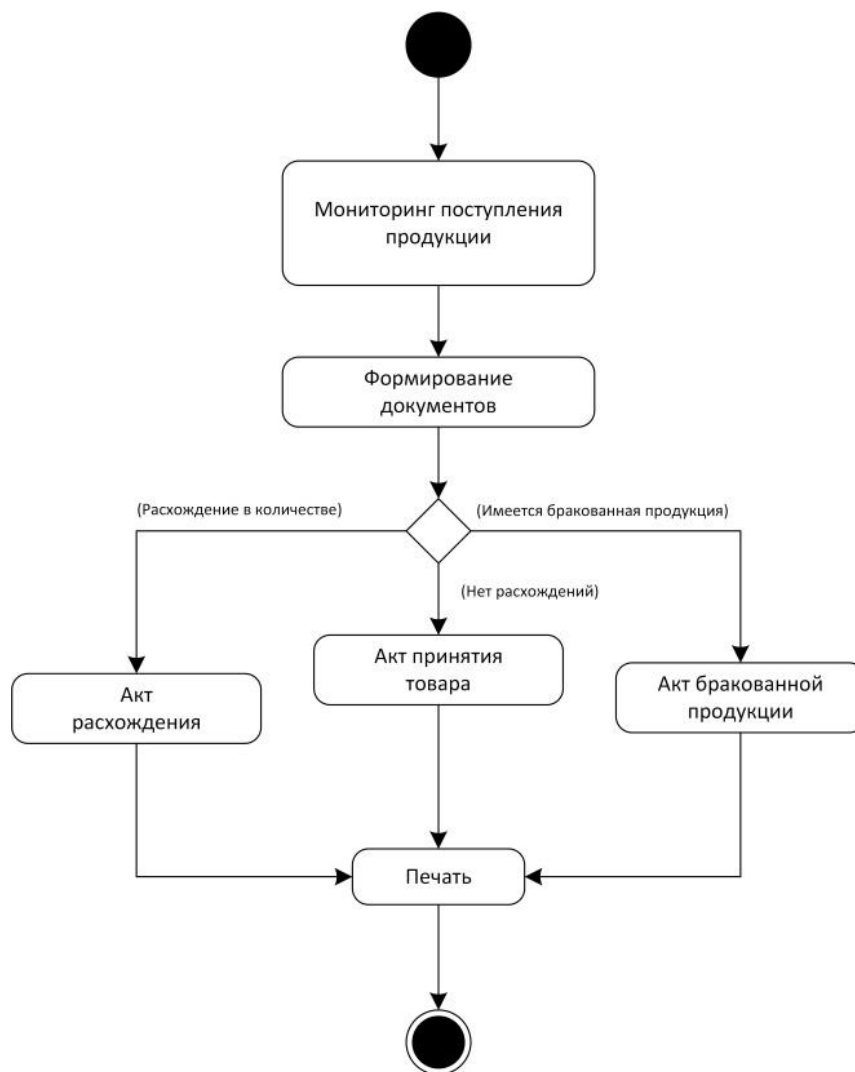 Мониторинг поступления
продукции
Формирование
документов
(Расхождение в количестве)
(Имеется бракованная продукция)
(Нет расхождений)
Акт принятия
товара
Акт
расхождения
Акт бракованной
продукции
Печать